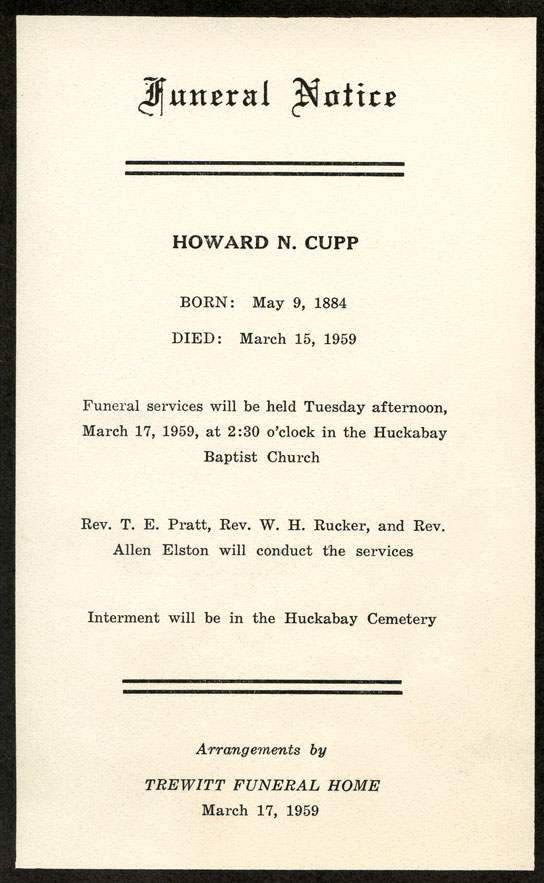 Funeral Notice
HOWARD N. CUPP
BORN: May 9, 1884
DIED: March 15, 1959
Funeral services will be held Tuesday afternoon,
March 17, 1959, at 2:30 o'clock in the Huckabay
Baptist Church
Rev. T. E. Pratt, Rev. W. H. Rucker, and Rev.
Allen Elston will conduct the services
Interment will be in the Huckabay Cemetery
Arrangements by
TREWITT FUNERAL HOME
March 17, 1959